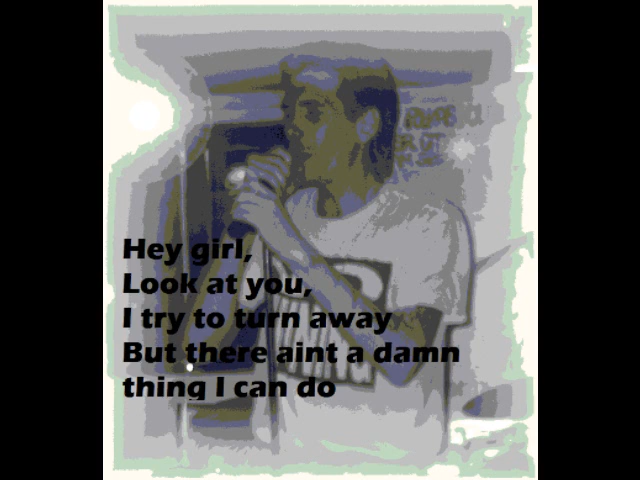 Hey girl,
Look at you,
I try to turn away
But there aint a damn
thing I can do